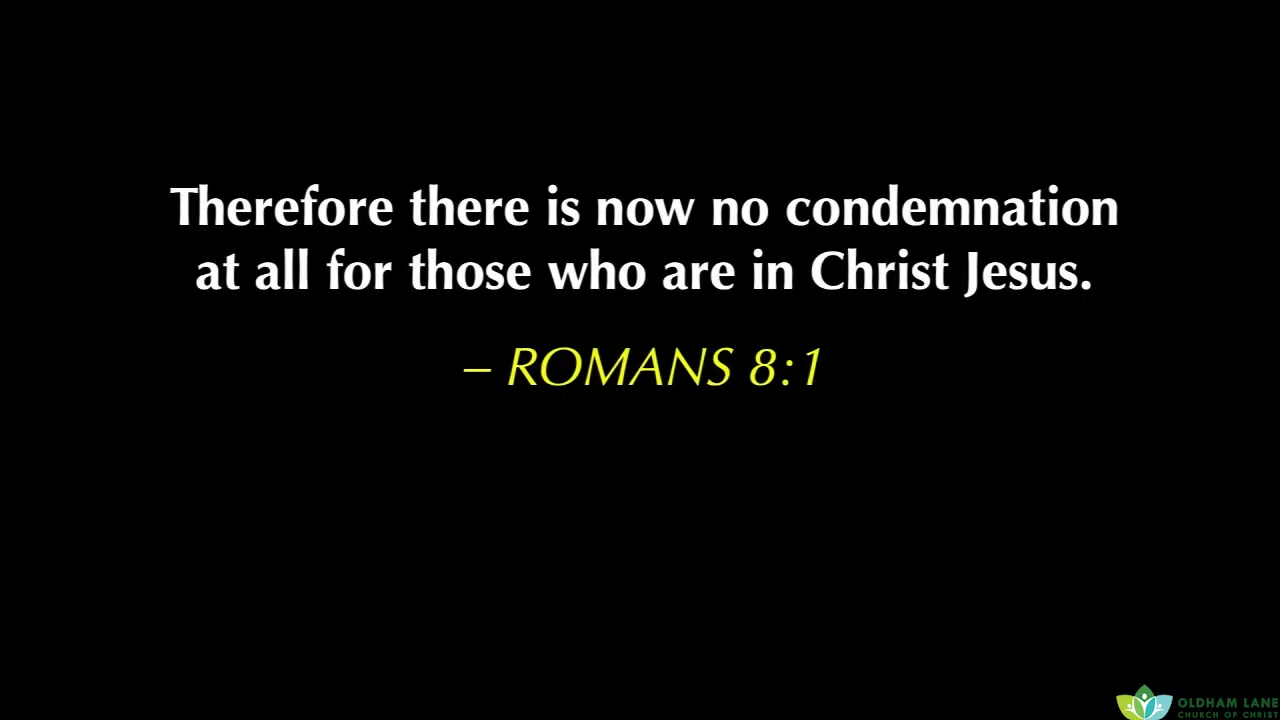 Therefore there is now no condemnation
at all for those who are in Christ Jesus.
– ROMANS 8:1
OLDHAM LANE
CHURCH OF CHRIST